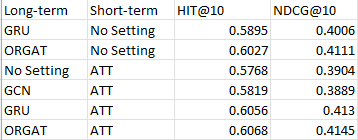 Long-term Short-term HIT@10 NDCG@10
GRU No Setting 0.5895 0.4006
ORGAT No Setting 0.6027 0.4111
No Setting ATT 0.5768 0.3904
GCN ATT 0.5819 0.3889
GRU ATT 0.6056 0.413
ORGAT ATT 0.6068 0.4145